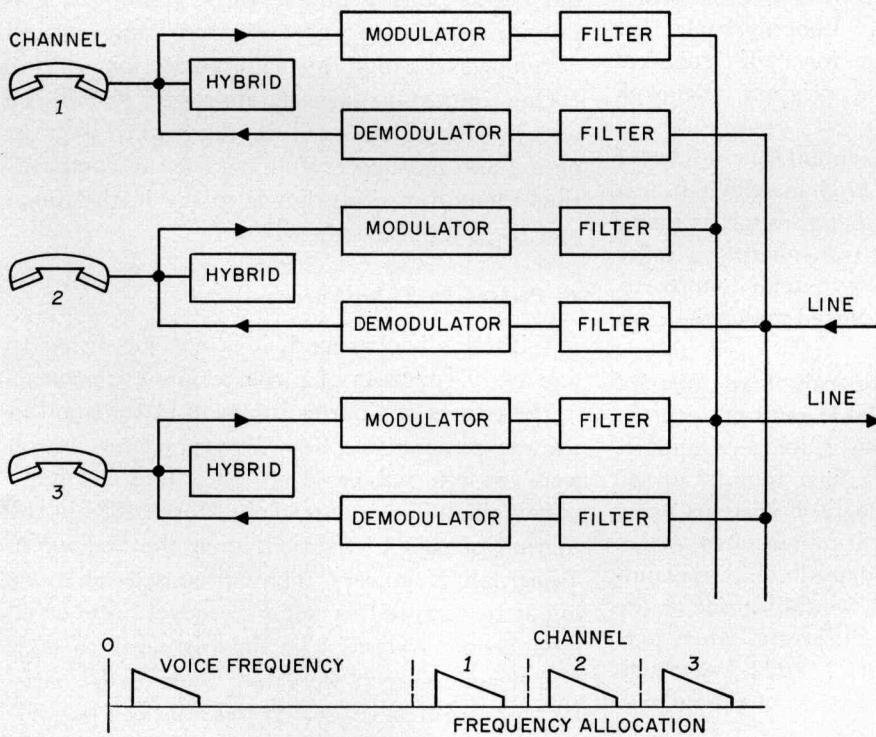 CHANNEL
1
HYBRID
MODULATOR
FILTER
DEMODULATOR
FILTER
2
HYBRID
MODULATOR
FILTER
DEMODULATOR
FILTER
LINE
LINE
3
HYBRID
MODULATOR
FILTER
DEMODULATOR
FILTER
0
VOICE FREQUENCY
CHANNEL
1 2 3
FREQUENCY ALLOCATION